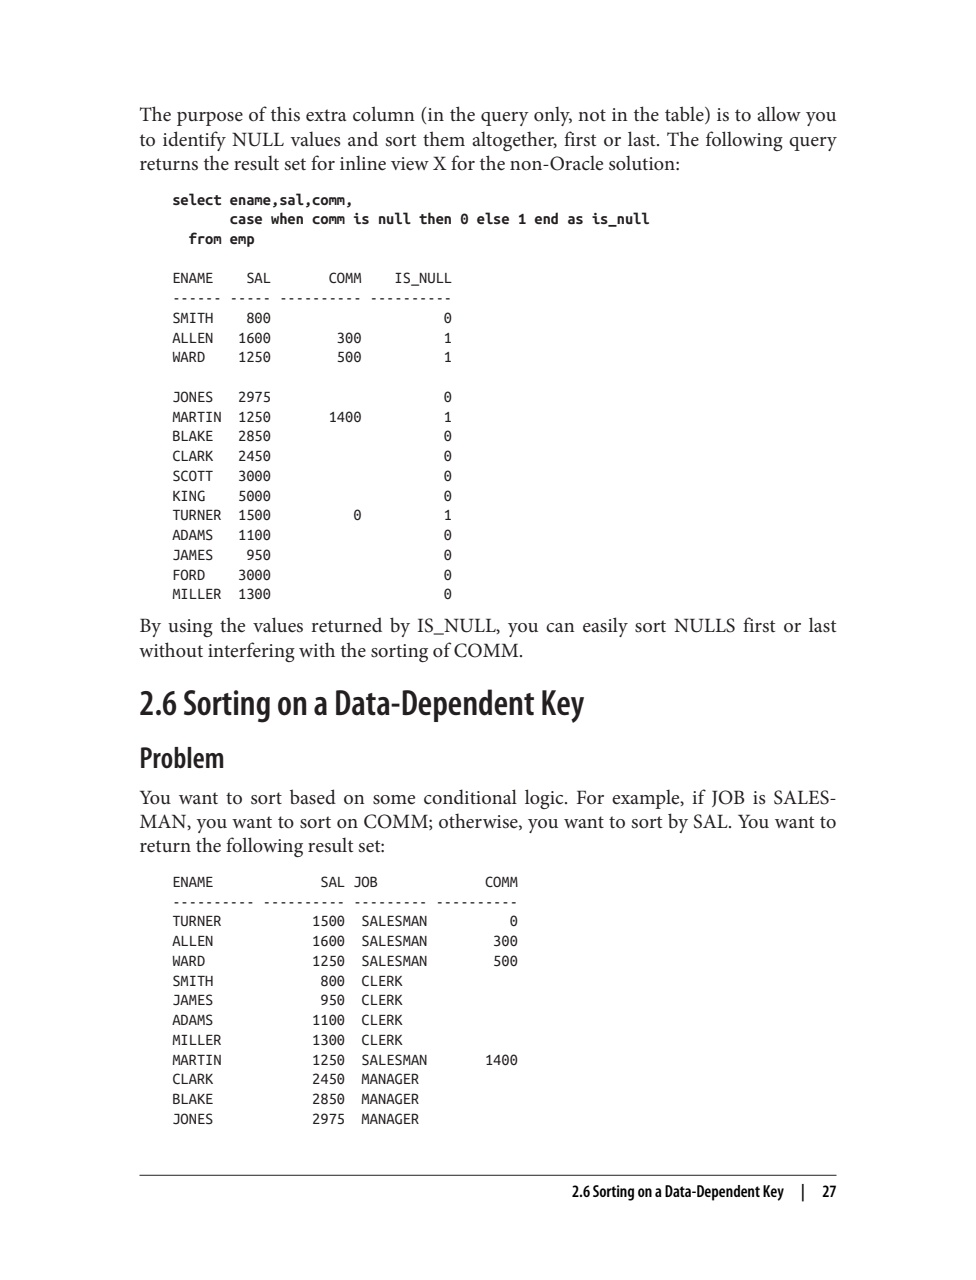 The purpose of this extra column (in the query only, not in the table) is to allow you
to identify NULL values and sort them altogether, first or last. The following query
returns the result set for inline view X for the non-Oracle solution:
select ename,sal,comm,
       case when comm is null then 0 else 1 end as is_null
  from emp
ENAME    SAL       COMM    IS_NULL
------ ----- ---------- ----------
SMITH    800                     0
ALLEN   1600        300          1
WARD    1250        500          1
JONES   2975                     0
MARTIN  1250       1400          1
BLAKE   2850                     0
CLARK   2450                     0
SCOTT   3000                     0
KING    5000                     0
TURNER  1500          0          1
ADAMS   1100                     0
JAMES    950                     0
FORD    3000                     0
MILLER  1300                     0
By using the values returned by IS_NULL, you can easily sort NULLS first or last
without interfering with the sorting of COMM.
2.6 Sorting on a Data-Dependent Key
Problem
You want to sort based on some conditional logic. For example, if JOB is SALES-
MAN, you want to sort on COMM; otherwise, you want to sort by SAL. You want to
return the following result set:
ENAME             SAL JOB             COMM
---------- ---------- --------- ----------
TURNER           1500  SALESMAN          0
ALLEN            1600  SALESMAN        300
WARD             1250  SALESMAN        500
SMITH             800  CLERK
JAMES             950  CLERK
ADAMS            1100  CLERK
MILLER           1300  CLERK
MARTIN           1250  SALESMAN       1400
CLARK            2450  MANAGER
BLAKE            2850  MANAGER
JONES            2975  MANAGER
2.6 Sorting on a Data-Dependent Key | 27